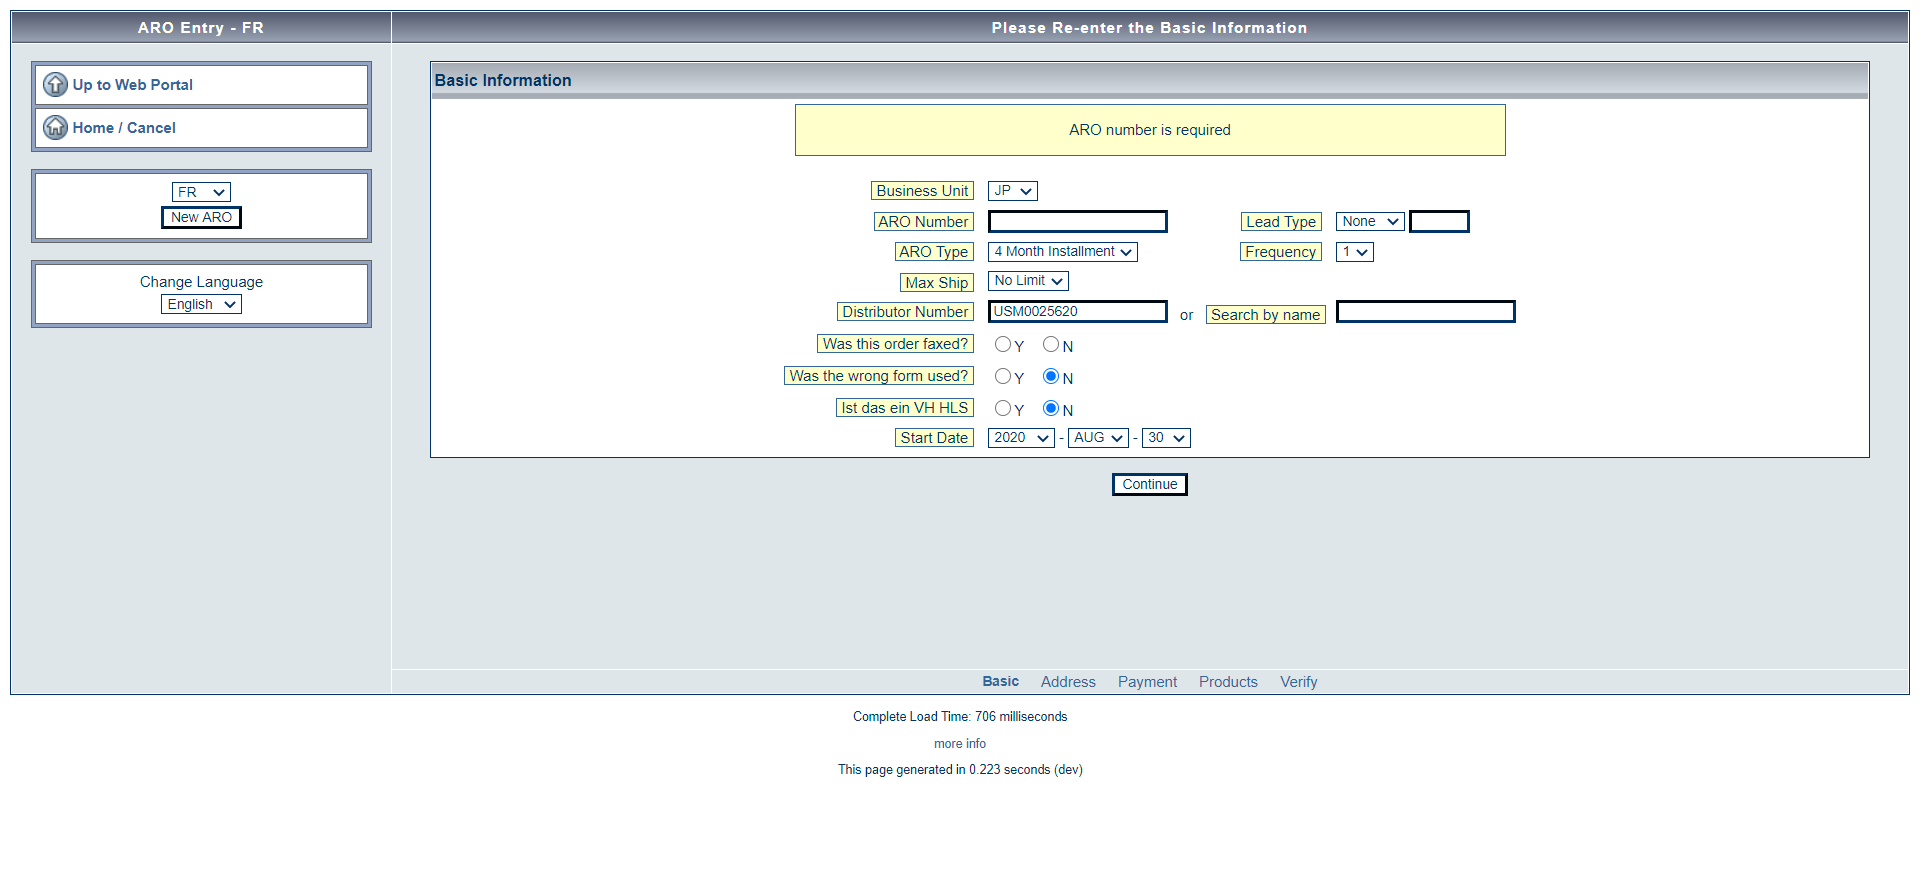 ARO Entry - FR
Please Re-enter the Basic Information
Up to Web Portal
Home / Cancel
FR
New ARO
Change Language
English
Basic Information
ARO number is required
Business Unit JP
ARO Number Lead Type None
ARO Type 4 Month Installment Frequency 1
Max Ship No Limit
Distributor Number USM0025620 or Search by name
Was this order faxed? Y N
Was the wrong form used? Y N
Ist das ein VH HLS Y N
Start Date 2020 - AUG - 30
Continue
Basic Address Payment Products Verify
Complete Load Time: 706 milliseconds
more info
This page generated in 0.223 seconds (dev)